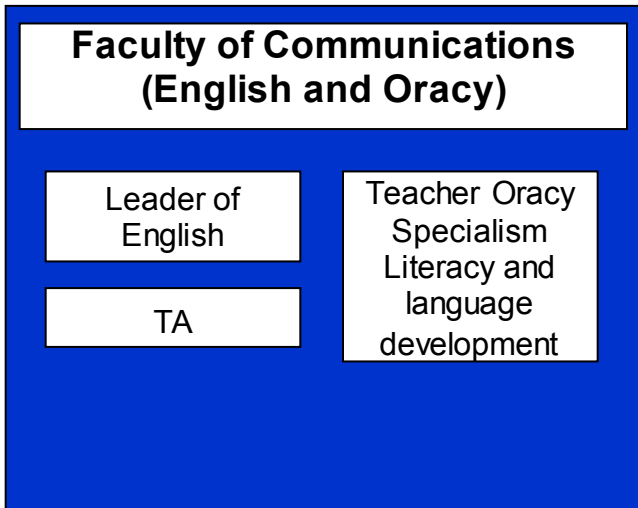 Faculty of Communications
(English and Oracy)
Leader of
English
TA
Teacher Oracy
Specialism
Literacy and
language
development